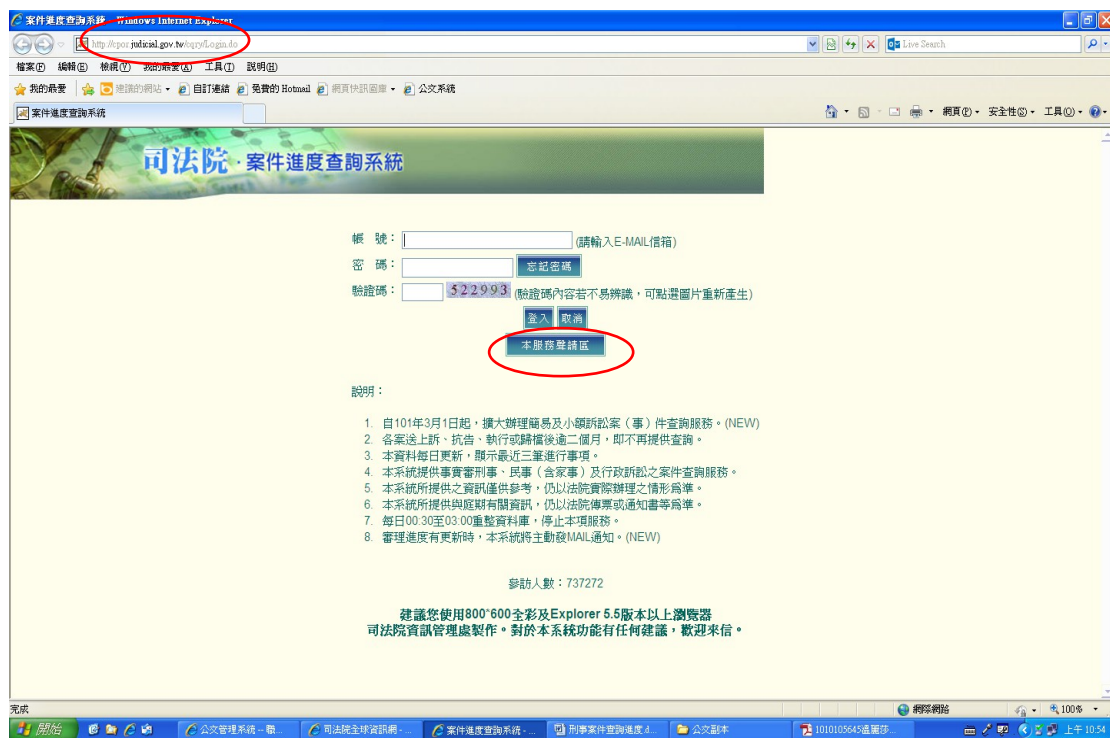 案件進度查詢系統 - Windows Internet Explorer
http://cpor.judicial.gov.tw/cqry/Login.do
Live Search
檔案(F) 編輯(E) 檢視(V) 我的最愛(A) 工具(T) 說明(H)
我的最愛 建議的網站 自訂連結 免費的 Hotmail 網頁快訊圖庫 公文系統
案件進度查詢系統
網頁(P) 安全性(S) 工具(O)
司法院・案件進度查詢系統
帳 號： (請輸入E-MAIL信箱)
密 碼： 忘記密碼
驗證碼： 522993 (驗證碼內容若不易辨識，可點選圖片重新產生)
登入 取消
本服務聲請區
說明：
1. 自101年3月1日起，擴大辦理簡易及小額訴訟案（事）件查詢服務。(NEW)
2. 各案送上訴、抗告、執行或歸檔後逾二個月，即不再提供查詢。
3. 本資料每日更新，顯示最近三筆進行事項。
4. 本系統提供事實審刑事、民事（含家事）及行政訴訟之案件查詢服務。
5. 本系統所提供之資訊僅供參考，仍以法院實際辦理之情形為準。
6. 本系統所提供與庭期有關資訊，仍以法院傳票或通知書等為準。
7. 每日00:30至03:00重整資料庫，停止本項服務。
8. 審理進度有更新時，本系統將主動發MAIL通知。(NEW)
參訪人數：737272
建議您使用800*600全彩及Explorer 5.5版本以上瀏覽器
司法院資訊管理處製作。對於本系統功能有任何建議，歡迎來信。
完成 網際網路 100%
開始 公文管理系統 -- 職... 司法院全球資訊網 - ... 案件進度查詢系統 - ... 刑事案件查詢進度.d... 公文副本 1010105645溫麗莎... 上午 10:54